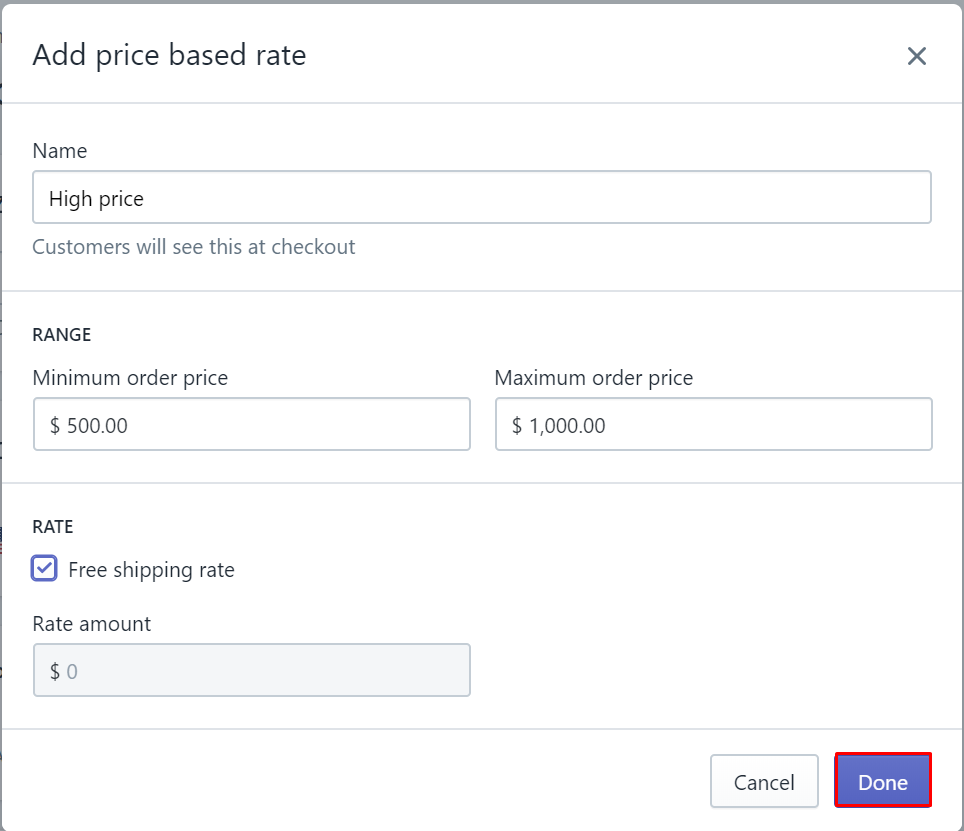 Add price based rate
Name
High price
Customers will see this at checkout
RANGE
Minimum order price
Maximum order price
$ 500.00
$ 1,000.00
RATE
Free shipping rate
Rate amount
$ 0
Cancel
Done